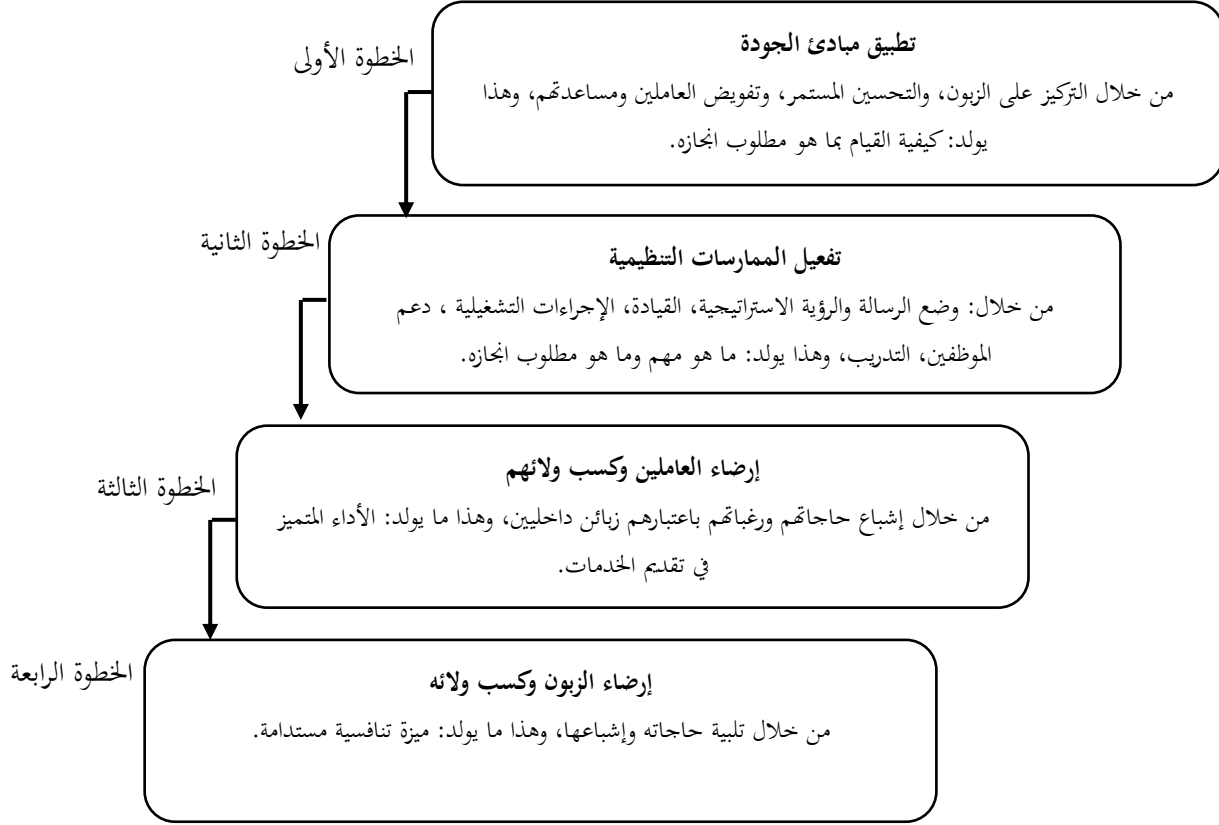 الخطوة الأولى
تطبيق مبادئ الجودة
من خلال التركيز على الزبون، والتحسين المستمر، وتفويض العاملين ومساعدتهم، وهذا
يولد: كيفية القيام بما هو مطلوب انجازه.
الخطوة الثانية
تفعيل الممارسات التنظيمية
من خلال: وضع الرسالة والرؤية الاستراتيجية، القيادة، الإجراءات التشغيلية ، دعم
الموظفين، التدريب، وهذا يولد: ما هو مهم وما هو مطلوب انجازه.
الخطوة الثالثة
إرضاء العاملين وكسب ولائهم
من خلال إشباع حاجاتهم ورغباتهم باعتبارهم زبائن داخليين، وهذا ما يولد: الأداء المتميز
في تقديم الخدمات.
الخطوة الرابعة
إرضاء الزبون وكسب ولائه
من خلال تلبية حاجاته وإشباعها، وهذا ما يولد: ميزة تنافسية مستدامة.